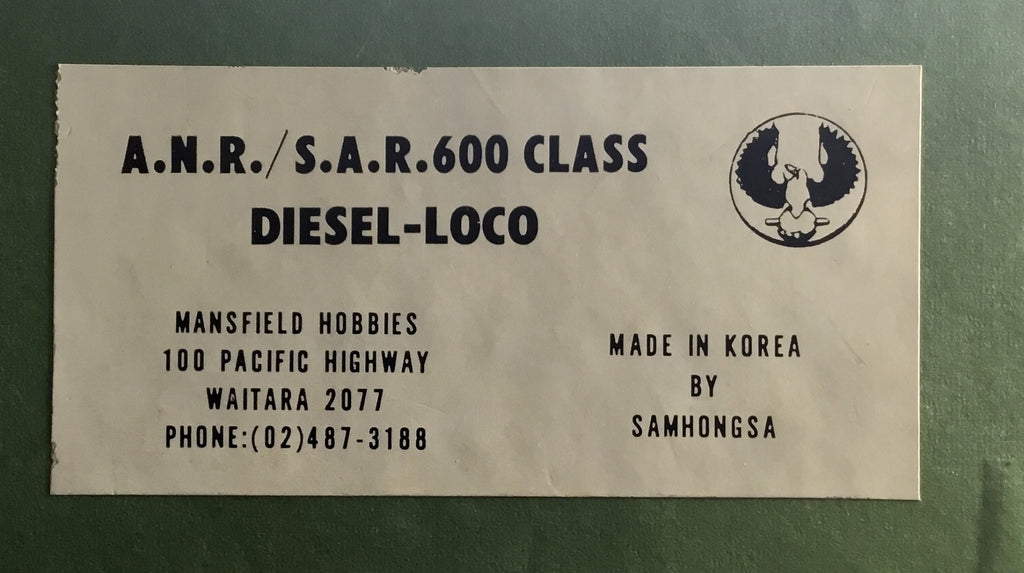 A.N.R./S.A.R.600 CLASS
DIESEL-LOCO
MANSFIELD HOBBIES
100 PACIFIC HIGHWAY
WAITARA 2077
PHONE:(02)487-3188
MADE IN KOREA
BY
SAMHONGSA